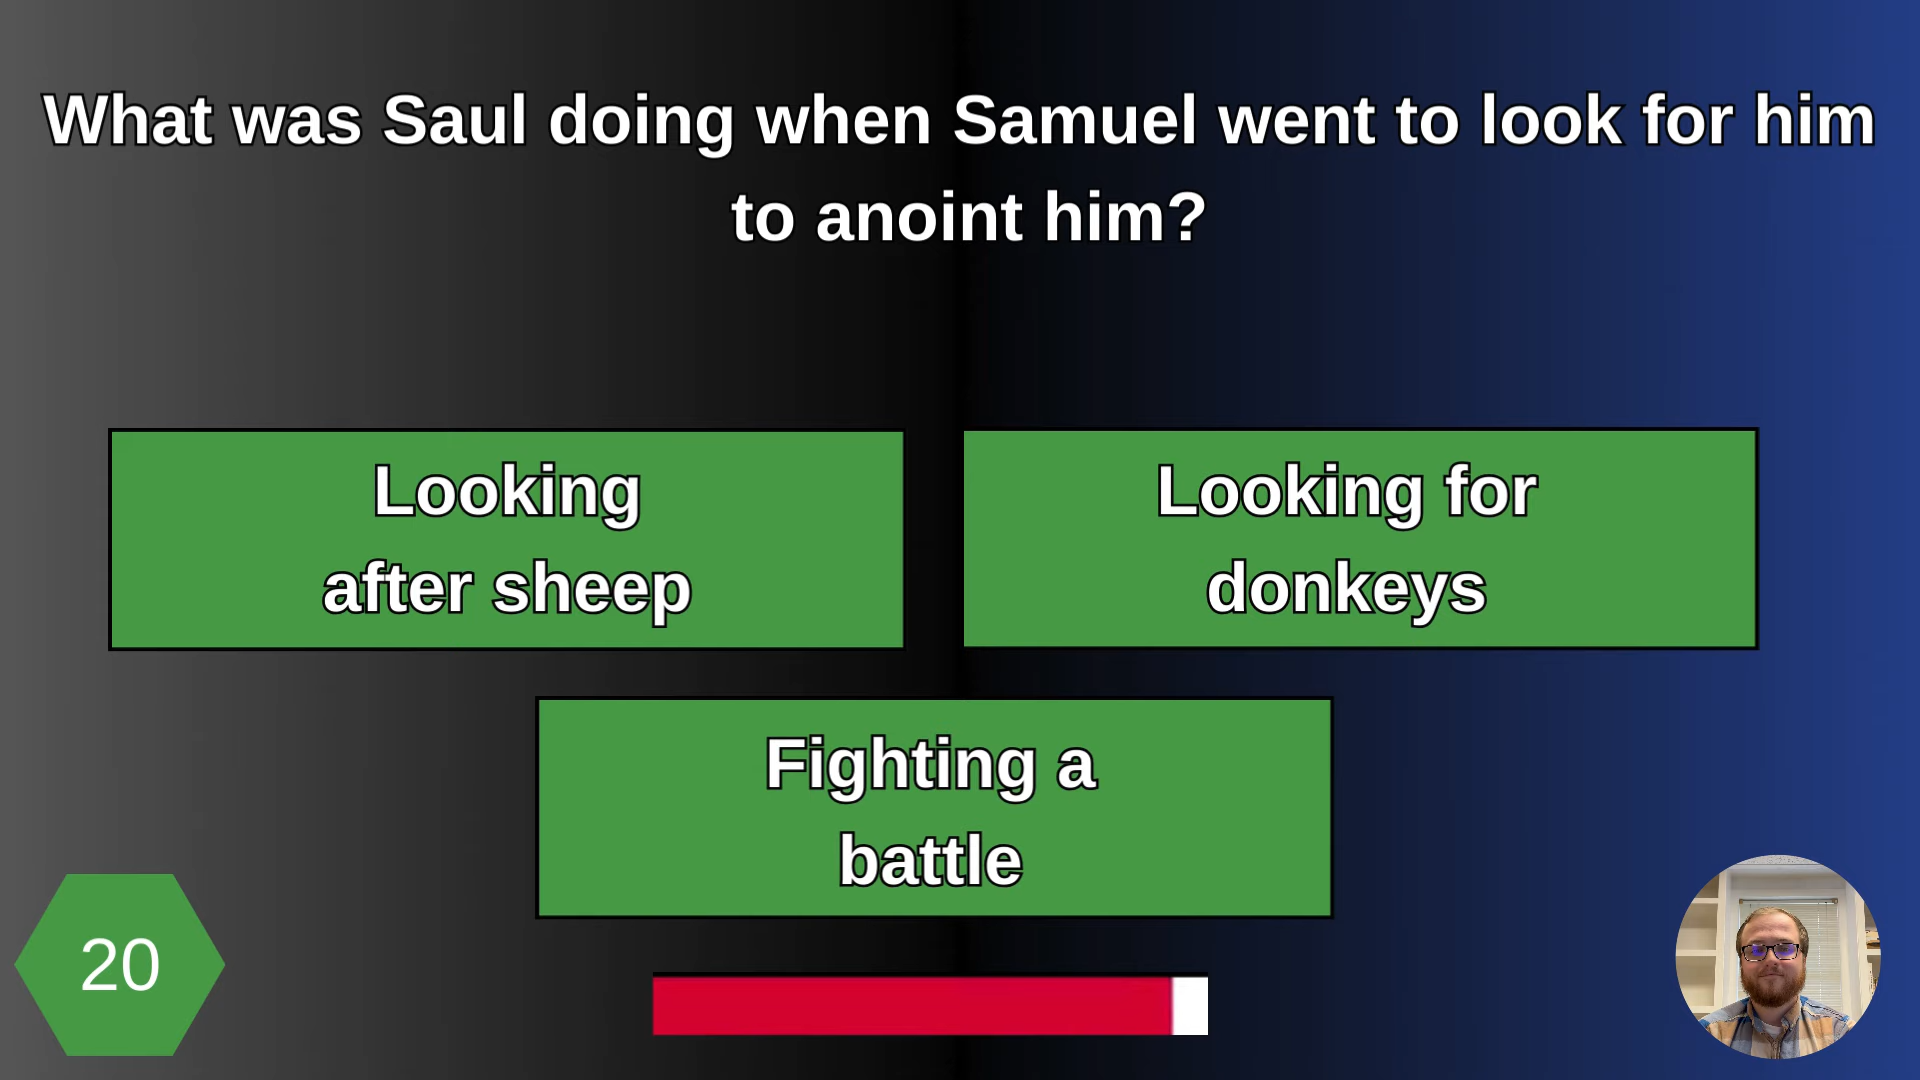 What was Saul doing when Samuel went to look for him
to anoint him?
Looking
after sheep
Looking for
donkeys
Fighting a
battle
20